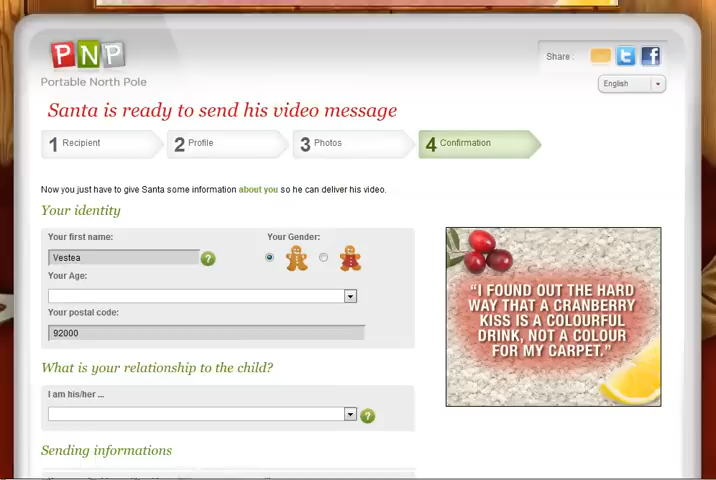 PNP
Portable North Pole
Share :
English
Santa is ready to send his video message
1 Recipient
2 Profile
3 Photos
4 Confirmation
Now you just have to give Santa some information about you so he can deliver his video.
Your identity
Your first name:
Your Gender:
Vestea
?
Your Age:
Your postal code:
92000
What is your relationship to the child?
I am his/her ...
?
Sending informations
"I FOUND OUT THE HARD
WAY THAT A CRANBERRY
KISS IS A COLOURFUL
DRINK, NOT A COLOUR
FOR MY CARPET."